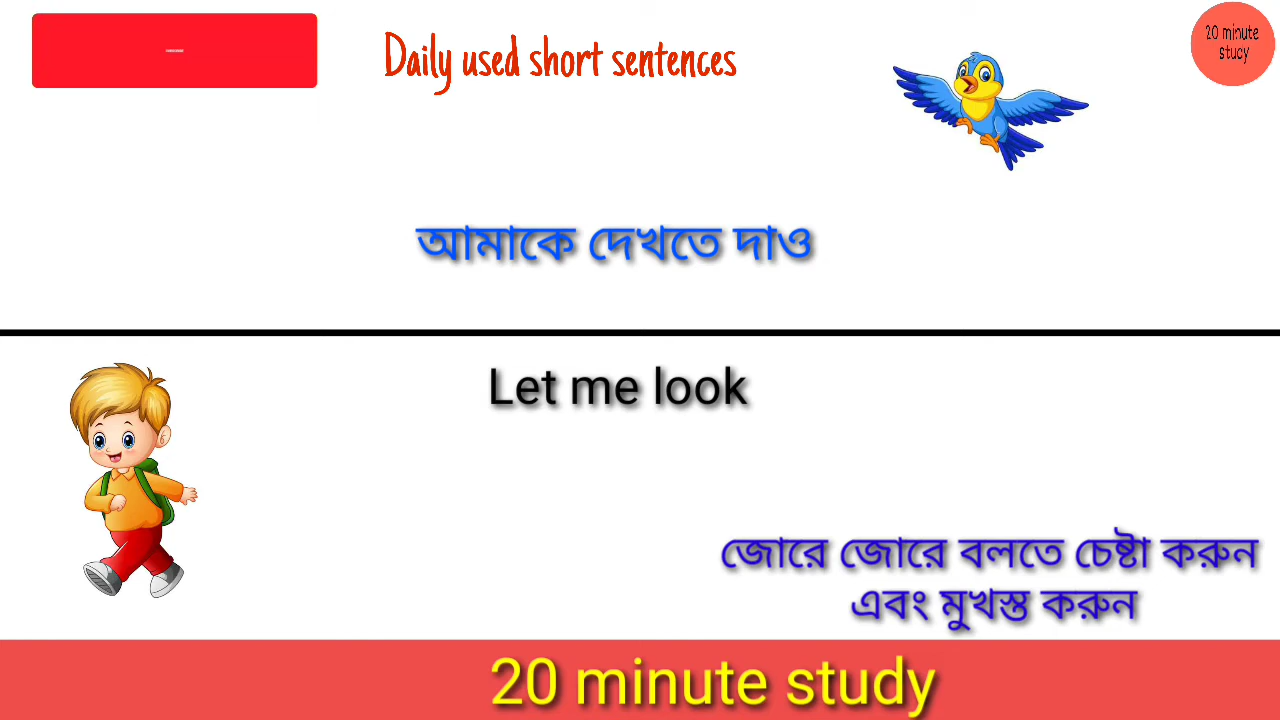 Daily used short sentences
20 minute
stucy
আমাকে দেখতে দাও
Let me look
জোরে জোরে বলতে চেষ্টা করুন
এবং মুখস্ত করুন
20 minute study